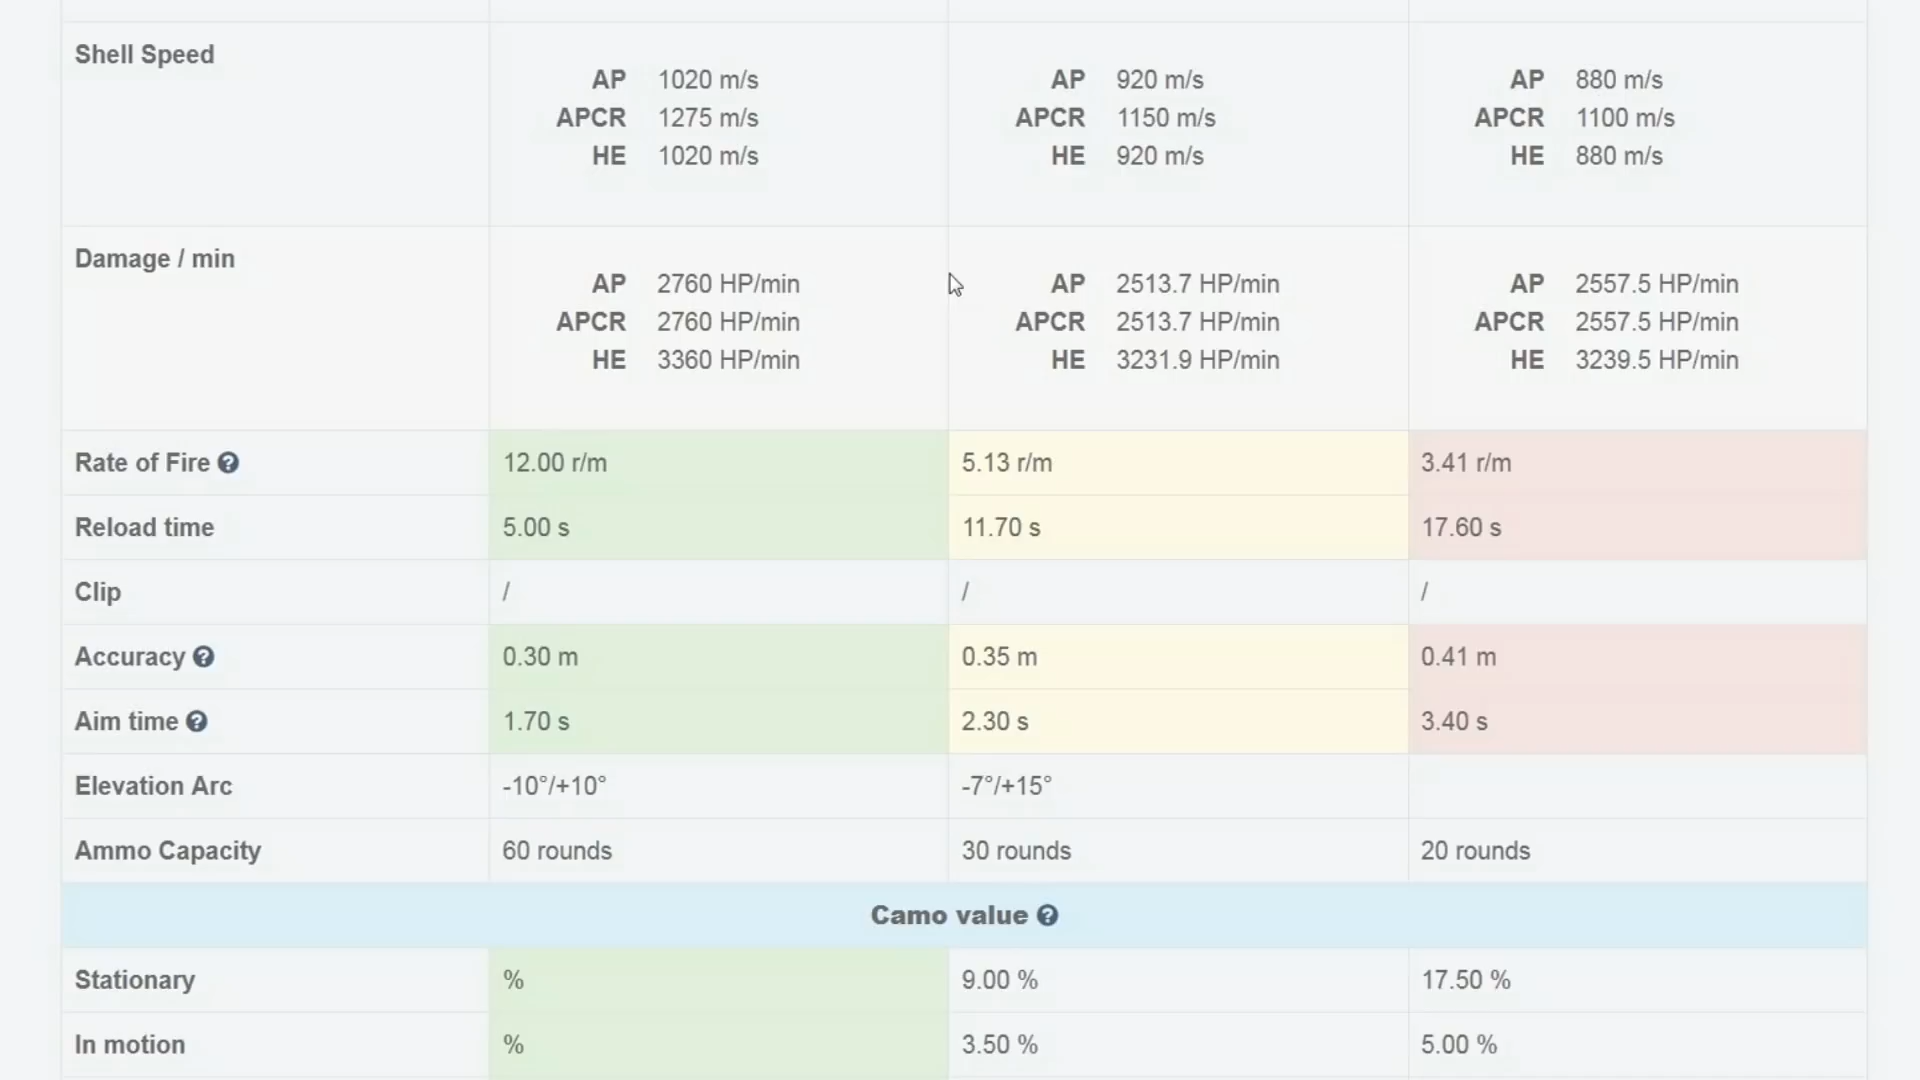 Shell Speed
AP 1020 m/s AP 920 m/s AP 880 m/s
APCR 1275 m/s APCR 1150 m/s APCR 1100 m/s
HE 1020 m/s HE 920 m/s HE 880 m/s
Damage / min
AP 2760 HP/min AP 2513.7 HP/min AP 2557.5 HP/min
APCR 2760 HP/min APCR 2513.7 HP/min APCR 2557.5 HP/min
HE 3360 HP/min HE 3231.9 HP/min HE 3239.5 HP/min
Rate of Fire ? 12.00 r/m 5.13 r/m 3.41 r/m
Reload time 5.00 s 11.70 s 17.60 s
Clip / / /
Accuracy ? 0.30 m 0.35 m 0.41 m
Aim time ? 1.70 s 2.30 s 3.40 s
Elevation Arc -10°/+10° -7°/+15°
Ammo Capacity 60 rounds 30 rounds 20 rounds
Camo value ?
Stationary % 9.00 % 17.50 %
In motion % 3.50 % 5.00 %